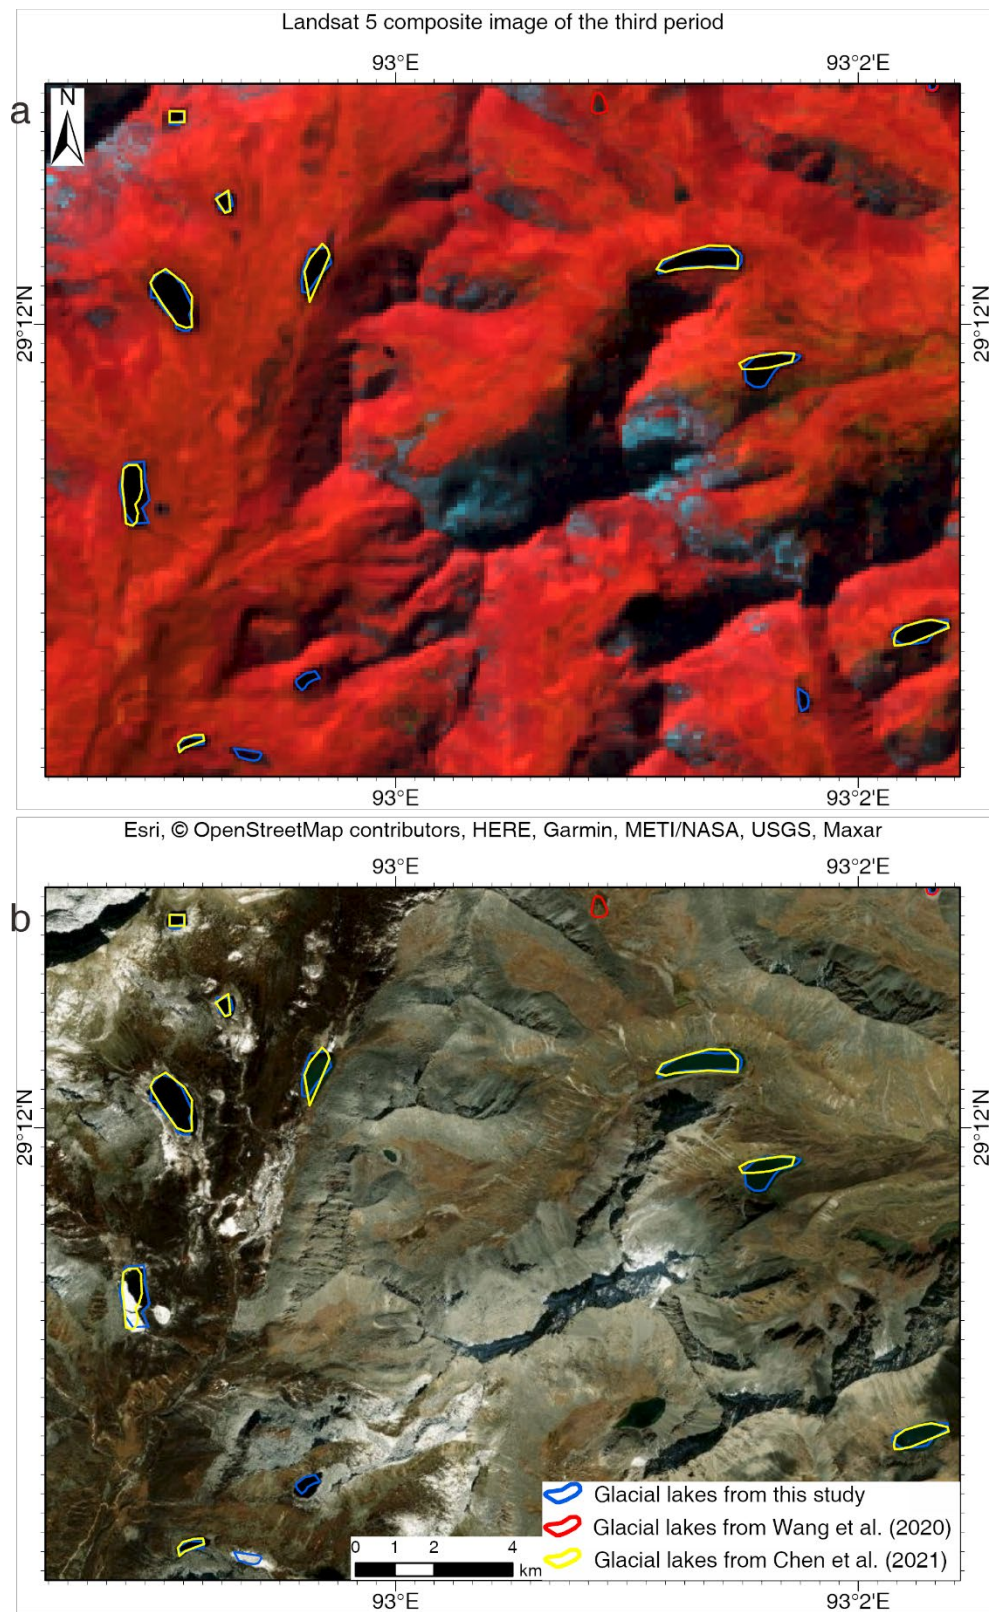 Landsat 5 composite image of the third period
93°E 93°2'E
a
N
29°12'N 29°12'N
93°E 93°2'E
Esri, © OpenStreetMap contributors, HERE, Garmin, METI/NASA, USGS, Maxar
93°E 93°2'E
b
29°12'N 29°12'N
Glacial lakes from this study
Glacial lakes from Wang et al. (2020)
Glacial lakes from Chen et al. (2021)
0 1 2 4
km
93°E 93°2'E